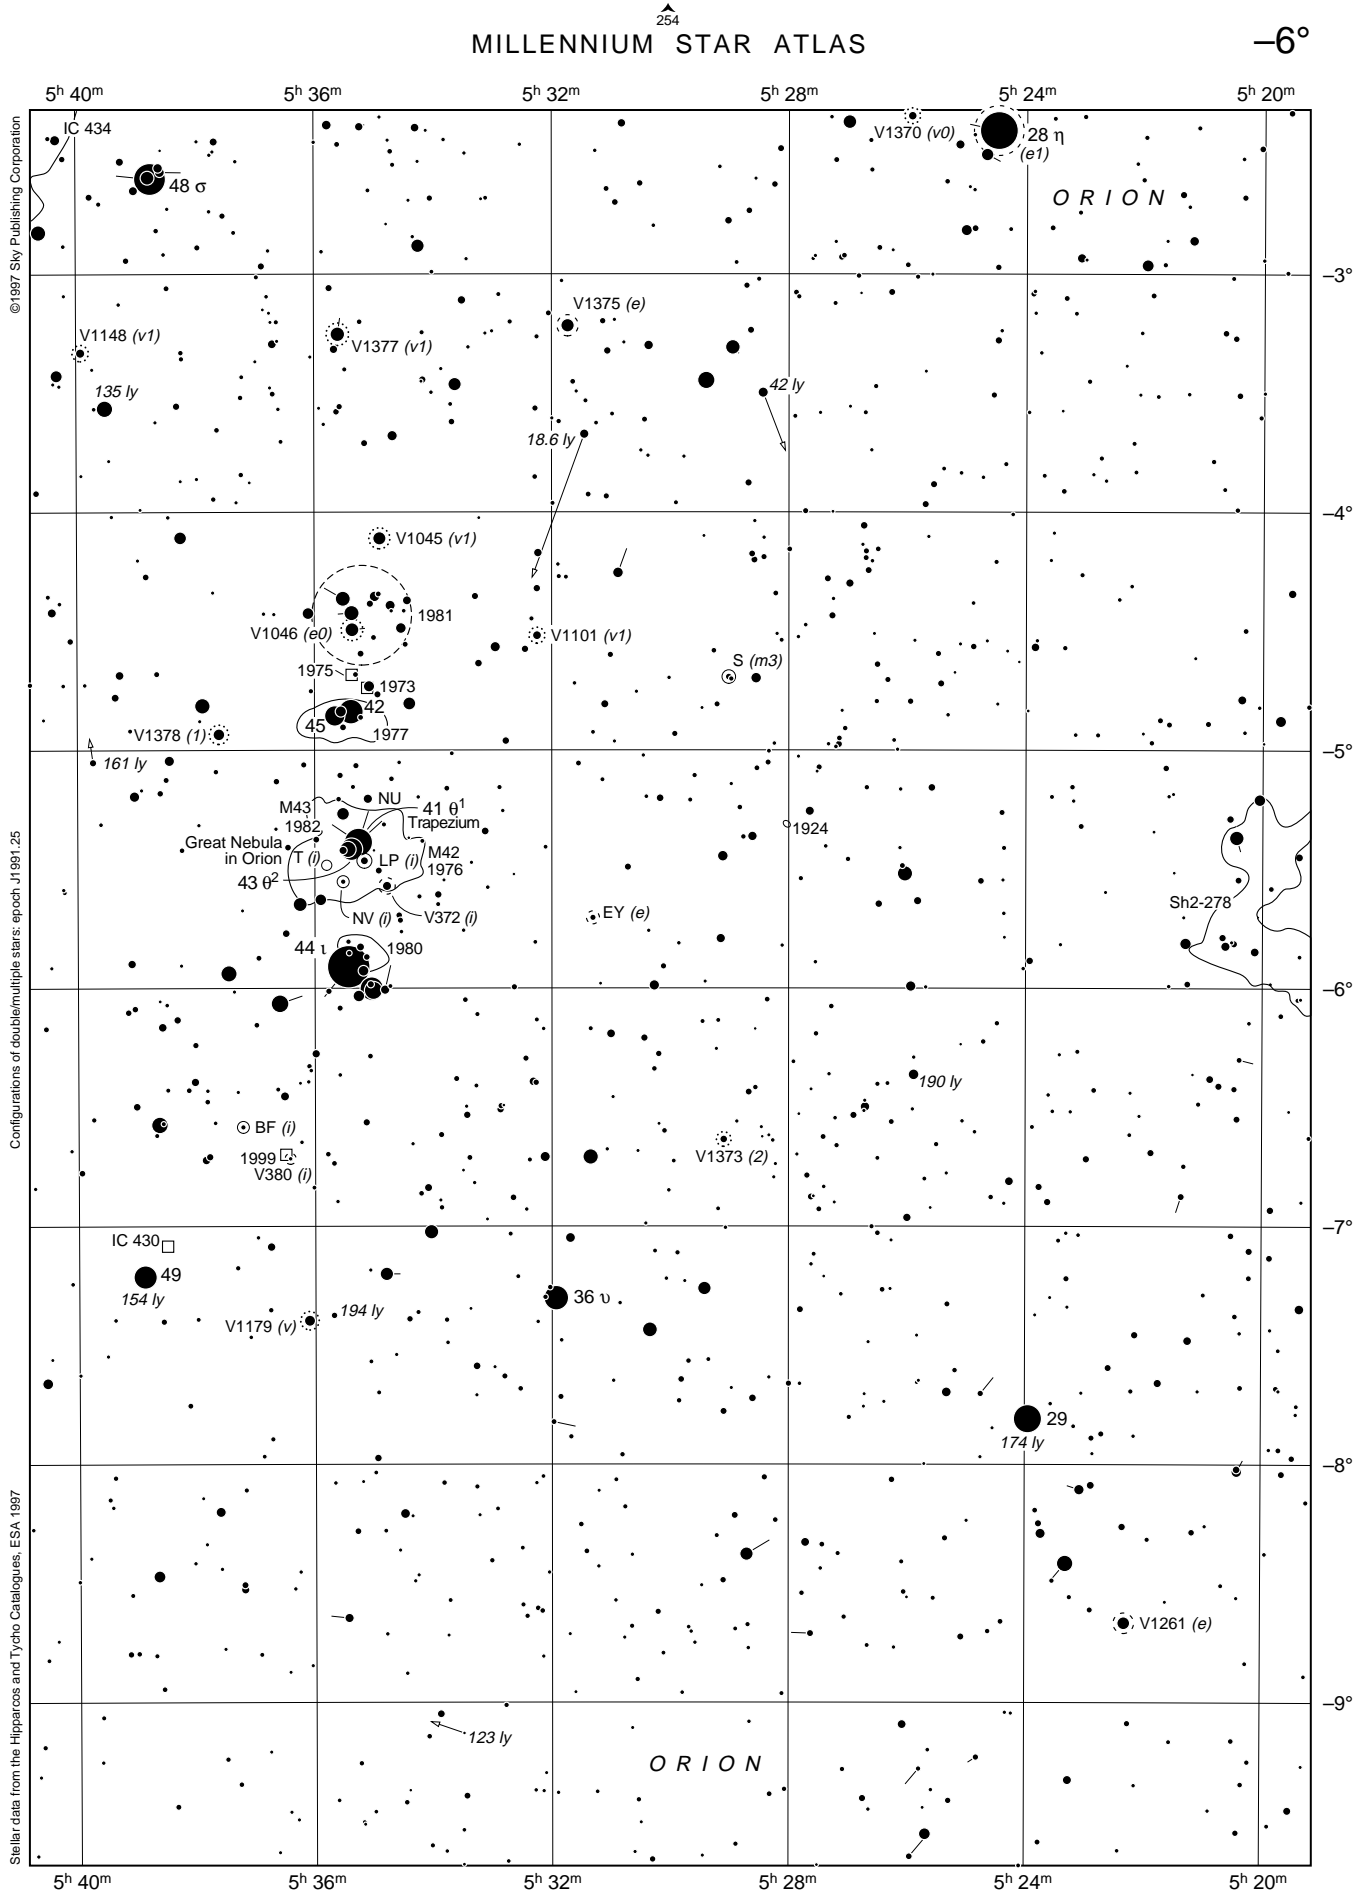 254
MILLENNIUM STAR ATLAS
–6°
5h 40m 5h 36m 5h 32m 5h 28m 5h 24m 5h 20m
©1997 Sky Publishing Corporation
IC 434
V1370 (v0)
28 η
(e1)
48 σ
ORION
–3°
V1375 (e)
V1148 (v1)
V1377 (v1)
135 ly
42 ly
18.6 ly
–4°
V1045 (v1)
1981
V1046 (e0)
V1101 (v1)
S (m3)
1975
1973
42
45
1977
V1378 (1)
–5°
161 ly
NU
M43
1982
41 θ1
Trapezium
1924
Great Nebula
in Orion
T (i)
LP (i)
M42
1976
43 θ2
Sh2-278
NV (i)
V372 (i)
EY (e)
44 ι
1980
Configurations of double/multiple stars: epoch J1991.25
–6°
190 ly
BF (i)
1999
V380 (i)
V1373 (2)
–7°
IC 430
49
154 ly
36 υ
V1179 (v)
194 ly
29
174 ly
–8°
V1261 (e)
Stellar data from the Hipparcos and Tycho Catalogues, ESA 1997
–9°
123 ly
ORION
5h 40m 5h 36m 5h 32m 5h 28m 5h 24m 5h 20m